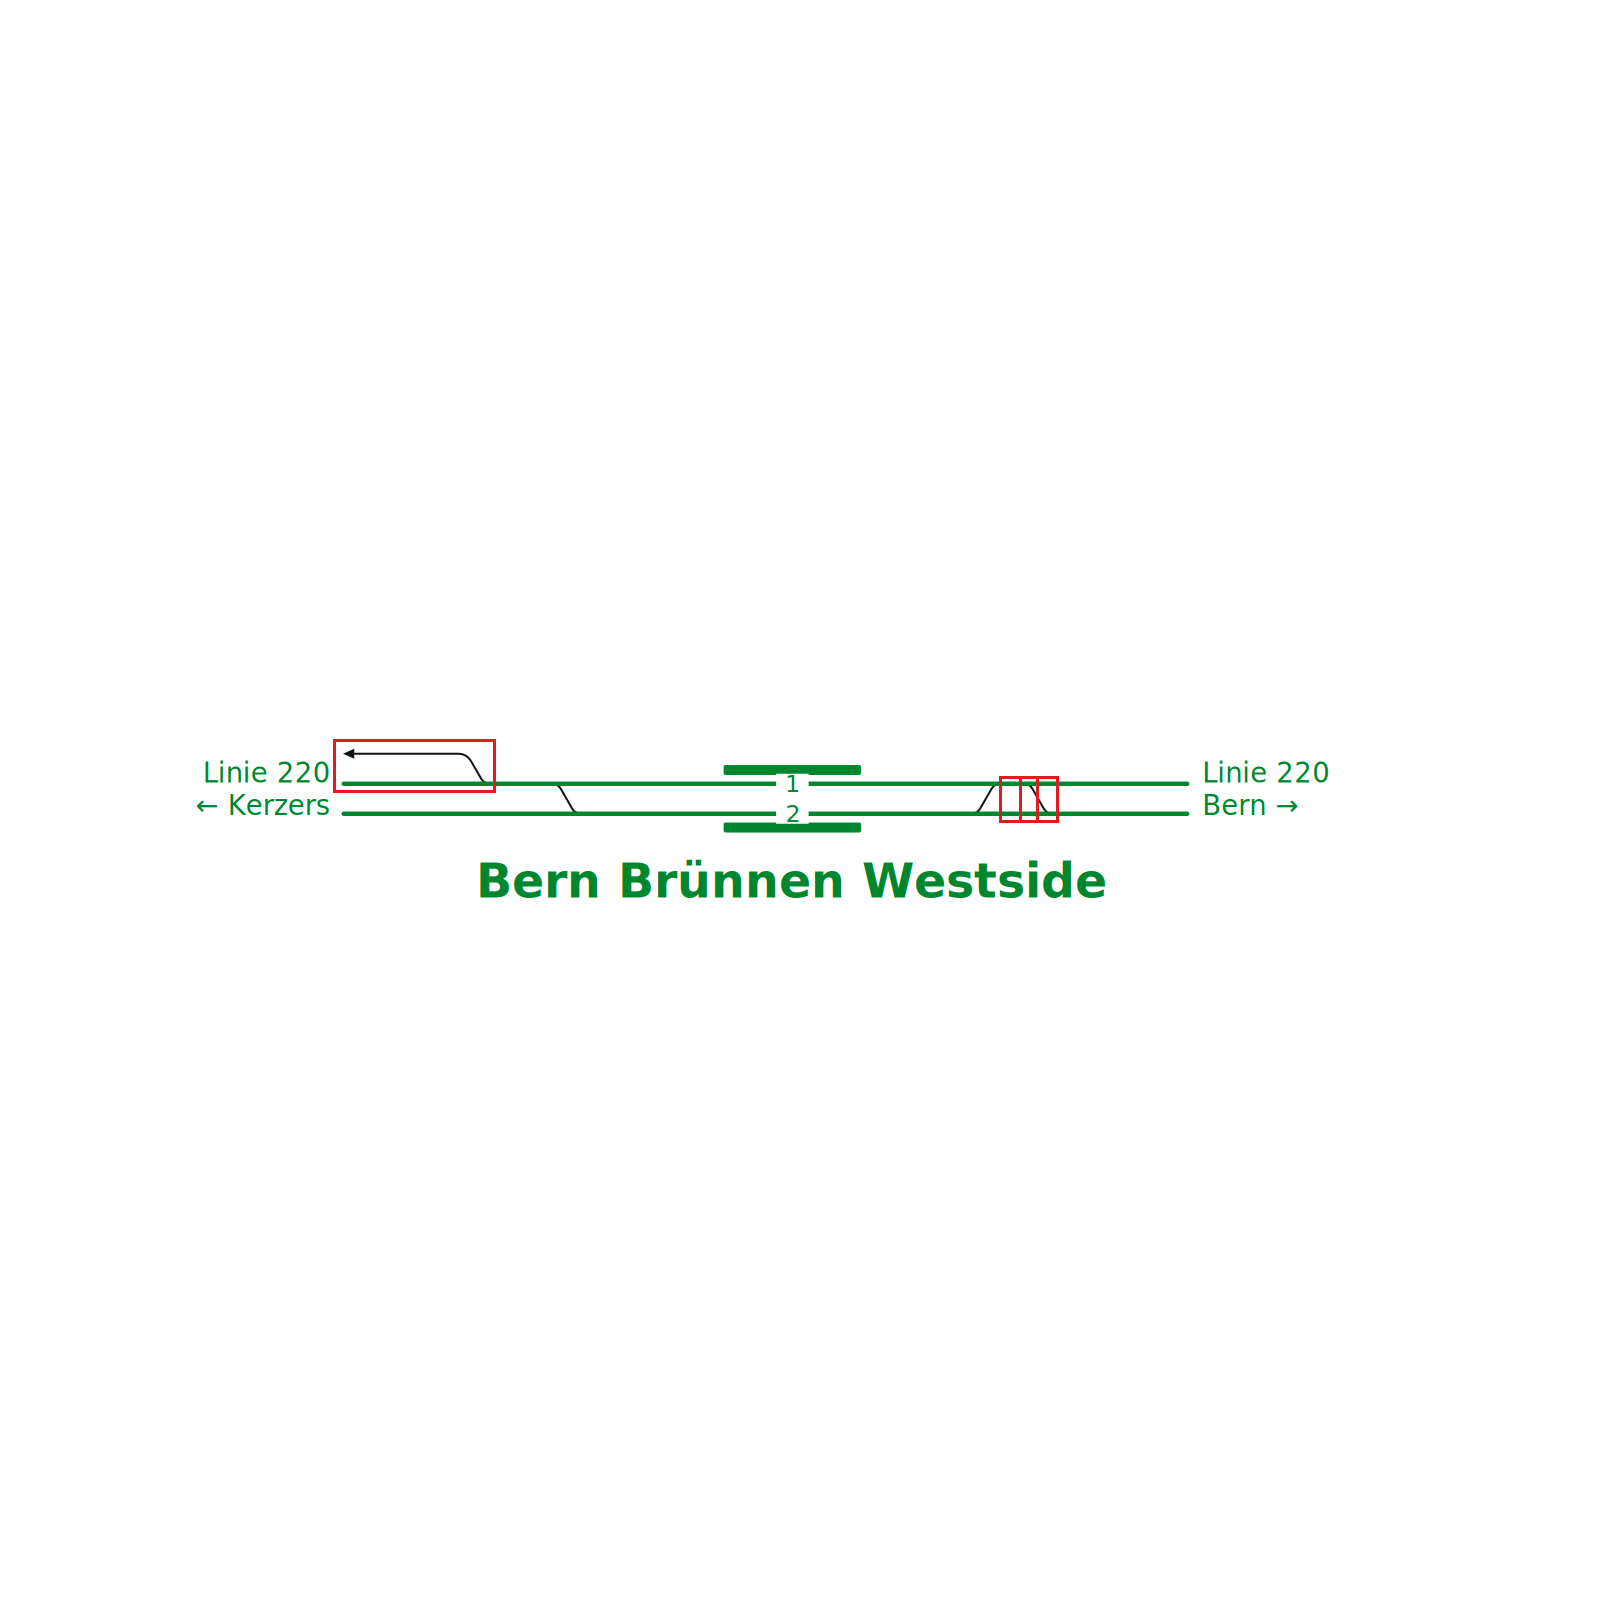 Linie 220
← Kerzers
1
2
Linie 220
Bern →
Bern Brünnen Westside